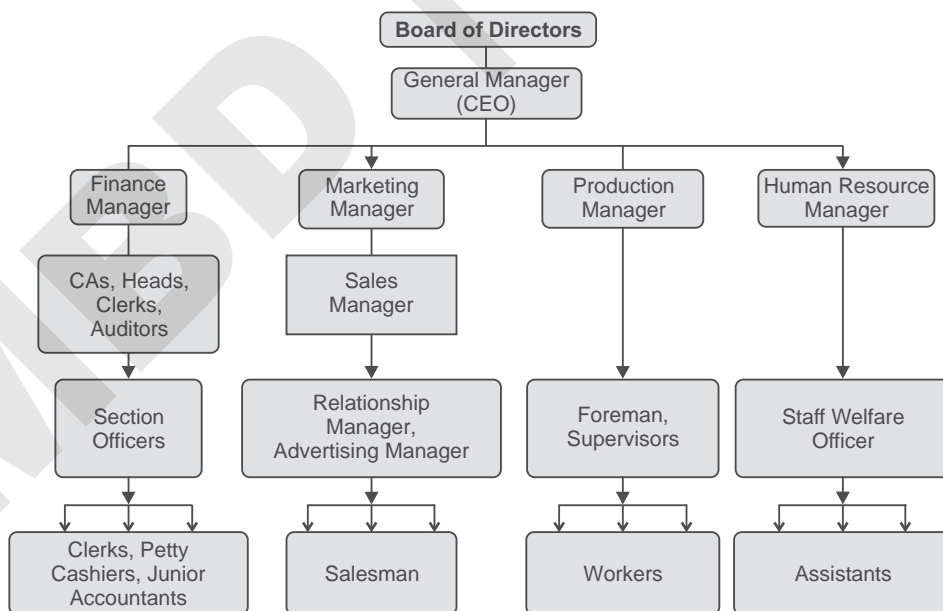 Board of Directors
General Manager
(CEO)
Finance
Manager
Marketing
Manager
Production
Manager
Human Resource
Manager
CAs, Heads,
Clerks,
Auditors
Sales
Manager
Section
Officers
Relationship
Manager,
Advertising Manager
Foreman,
Supervisors
Staff Welfare
Officer
Clerks, Petty
Cashiers, Junior
Accountants
Salesman
Workers
Assistants
MBD